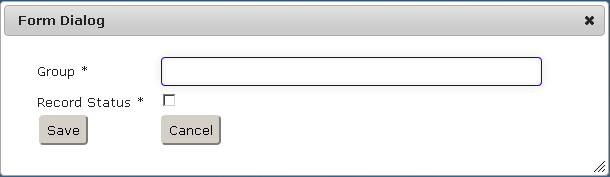 Form Dialog
Group *
Record Status *
Save Cancel